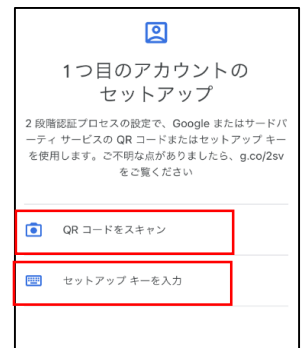 1つ目のアカウントの
セットアップ
2 段階認証プロセスの設定で、Google またはサードパ
ーティ サービスの QR コードまたはセットアップ キー
を使用します。ご不明な点がありましたら、g.co/2sv
をご覧ください
QR コードをスキャン
セットアップ キーを入力